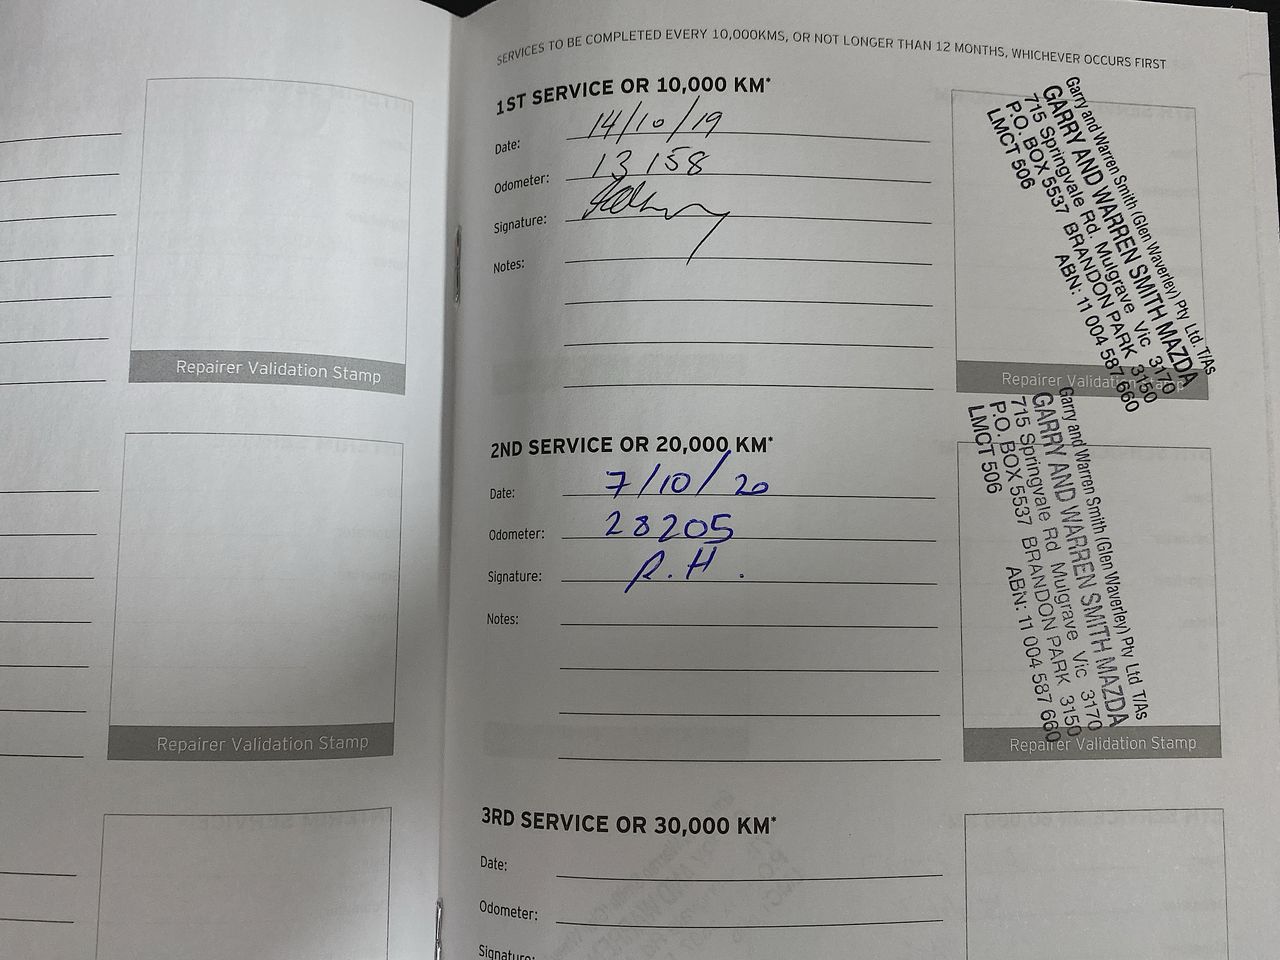 Repairer Validation Stamp
Repairer Validation Stamp
SERVICES TO BE COMPLETED EVERY 10,000KMS, OR NOT LONGER THAN 12 MONTHS, WHICHEVER OCCURS FIRST
1ST SERVICE OR 10,000 KM*
Date: 14/10/19
Odometer: 13 158
Signature:
Notes:
Garry and Warren Smith (Glen Waverley) Pty Ltd. T/As
GARRY AND WARREN SMITH MAZDA
715 Springvale Rd. Mulgrave Vic 3170
P.O. BOX 5537 BRANDON PARK 3150
LMCT 506 ABN: 11 004 587 660
Repairer Validation Stamp
2ND SERVICE OR 20,000 KM*
Date: 7/10/20
Odometer: 28205
Signature: R.H.
Notes:
Garry and Warren Smith (Glen Waverley) Pty Ltd T/As
GARRY AND WARREN SMITH MAZDA
715 Springvale Rd Mulgrave Vic 3170
P.O. BOX 5537 BRANDON PARK 3150
LMCT 506 ABN: 11 004 587 660
Repairer Validation Stamp
3RD SERVICE OR 30,000 KM*
Date:
Odometer:
Signature: